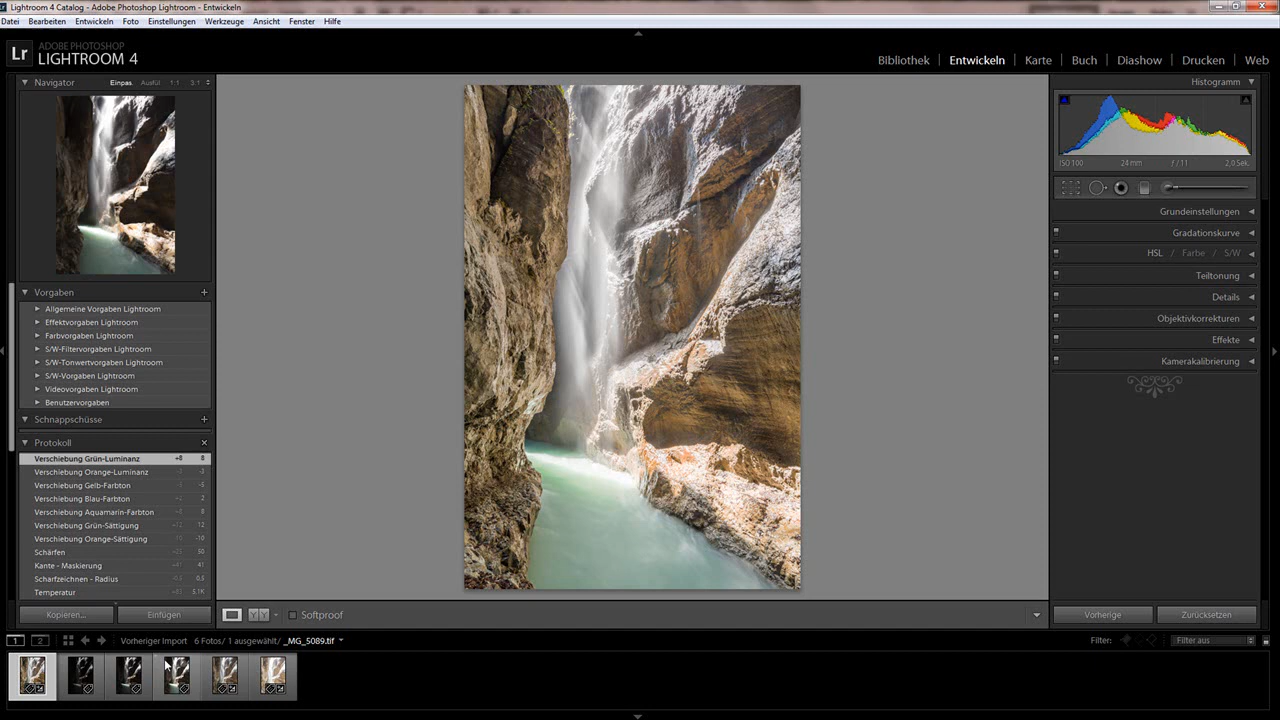 Lightroom 4 Catalog - Adobe Photoshop Lightroom - Entwickeln
Datei Bearbeiten Entwickeln Foto Einstellungen Werkzeuge Ansicht Fenster Hilfe
Lr ADOBE PHOTOSHOP
LIGHTROOM 4
Bibliothek | Entwickeln | Karte | Buch | Diashow | Drucken | Web
Navigator Einpas. Ausfül. 1:1 3:1
Histogramm
ISO 100 24 mm f / 11 2,0 Sek.
Grundeinstellungen
Gradationskurve
HSL / Farbe / S/W
Teiltonung
Details
Objektivkorrekturen
Effekte
Kamerakalibrierung
Vorgaben
Allgemeine Vorgaben Lightroom
Effektvorgaben Lightroom
Farbvorgaben Lightroom
S/W-Filtervorgaben Lightroom
S/W-Tonwertvorgaben Lightroom
S/W-Vorgaben Lightroom
Videovorgaben Lightroom
Benutzervorgaben
Schnappschüsse
Protokoll
Verschiebung Grün-Luminanz +8 8
Verschiebung Orange-Luminanz -3 -3
Verschiebung Gelb-Farbton -5
Verschiebung Blau-Farbton 2
Verschiebung Aquamarin-Farbton 8
Verschiebung Grün-Sättigung 12
Verschiebung Orange-Sättigung -10
Schärfen 50
Kante - Maskierung 41
Scharfzeichnen - Radius 0,5
Temperatur 5.1K
Kopieren... Einfügen
Softproof
Vorherige Zurücksetzen
1 2 Vorheriger Import 6 Fotos/ 1 ausgewählt/ _MG_5089.tif
Filter: Filter aus